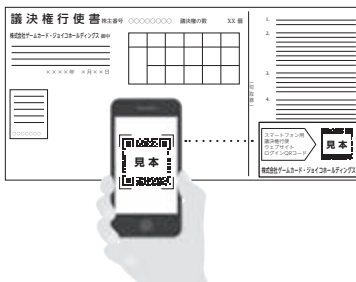 議決権行使書 株主番号 ○○○○○○○○ 議決権の数 XX 個
株式会社ゲームカード・ジョイコホールディングス 御中
××××年 ×月××日
○○○○○○○
1.
2.
3.
4.
見本
スマートフォン用
議決権行使
ウェブサイト
ログインQRコード
見本
株式会社ゲームカード・ジョイコホールディングス